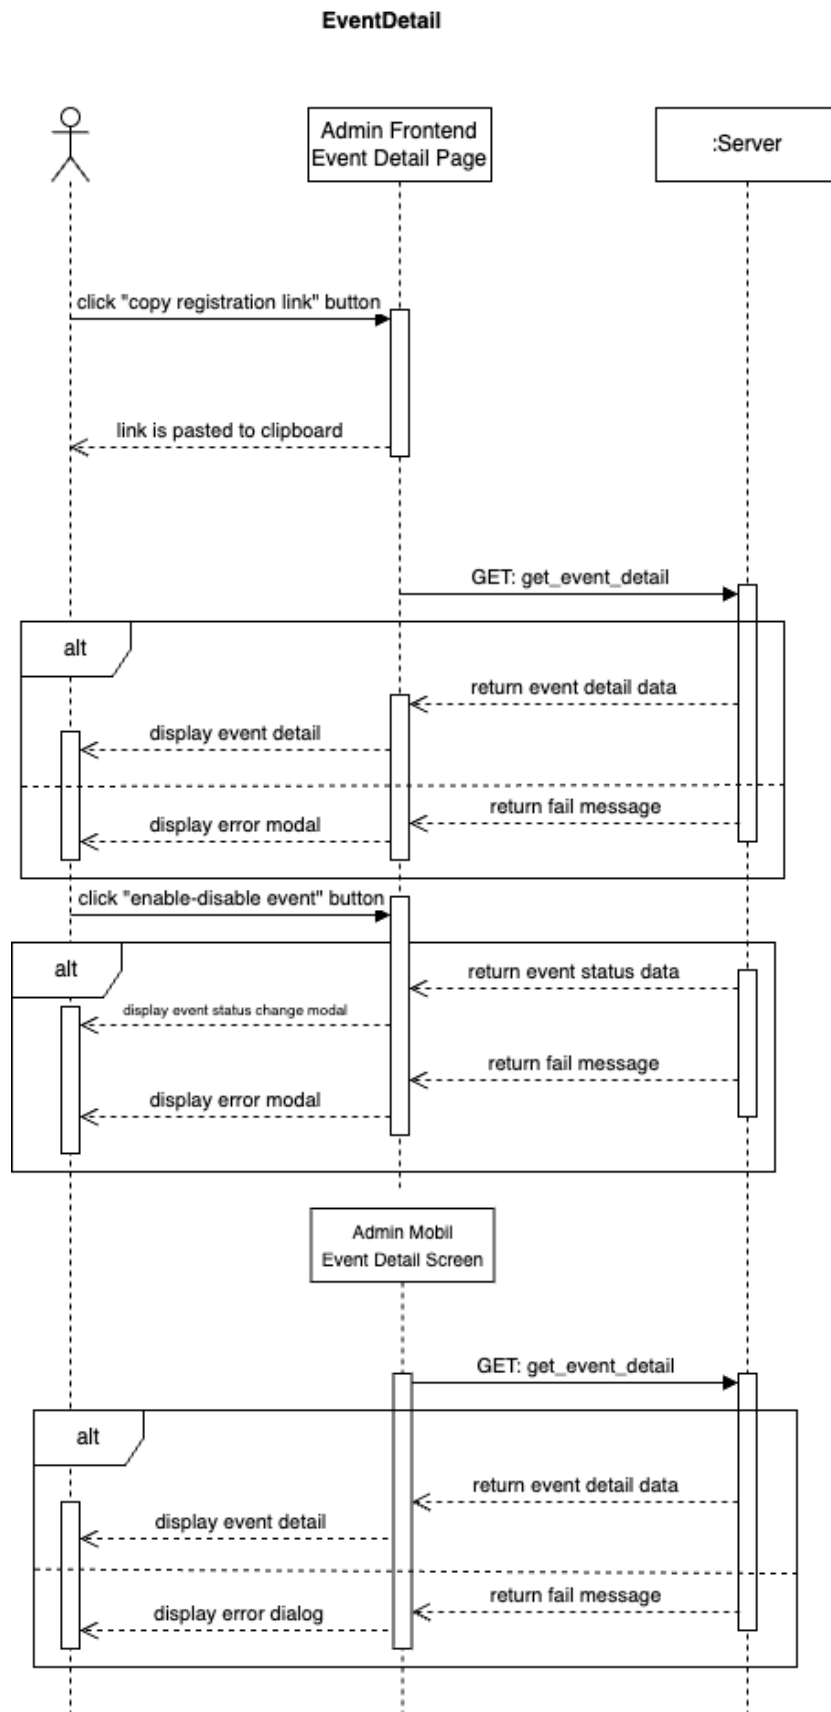 EventDetail
Admin Frontend
Event Detail Page
:Server
click "copy registration link" button
link is pasted to clipboard
GET: get_event_detail
alt
return event detail data
display event detail
return fail message
display error modal
click "enable-disable event" button
alt
return event status data
display event status change modal
return fail message
display error modal
Admin Mobil
Event Detail Screen
GET: get_event_detail
alt
return event detail data
display event detail
return fail message
display error dialog